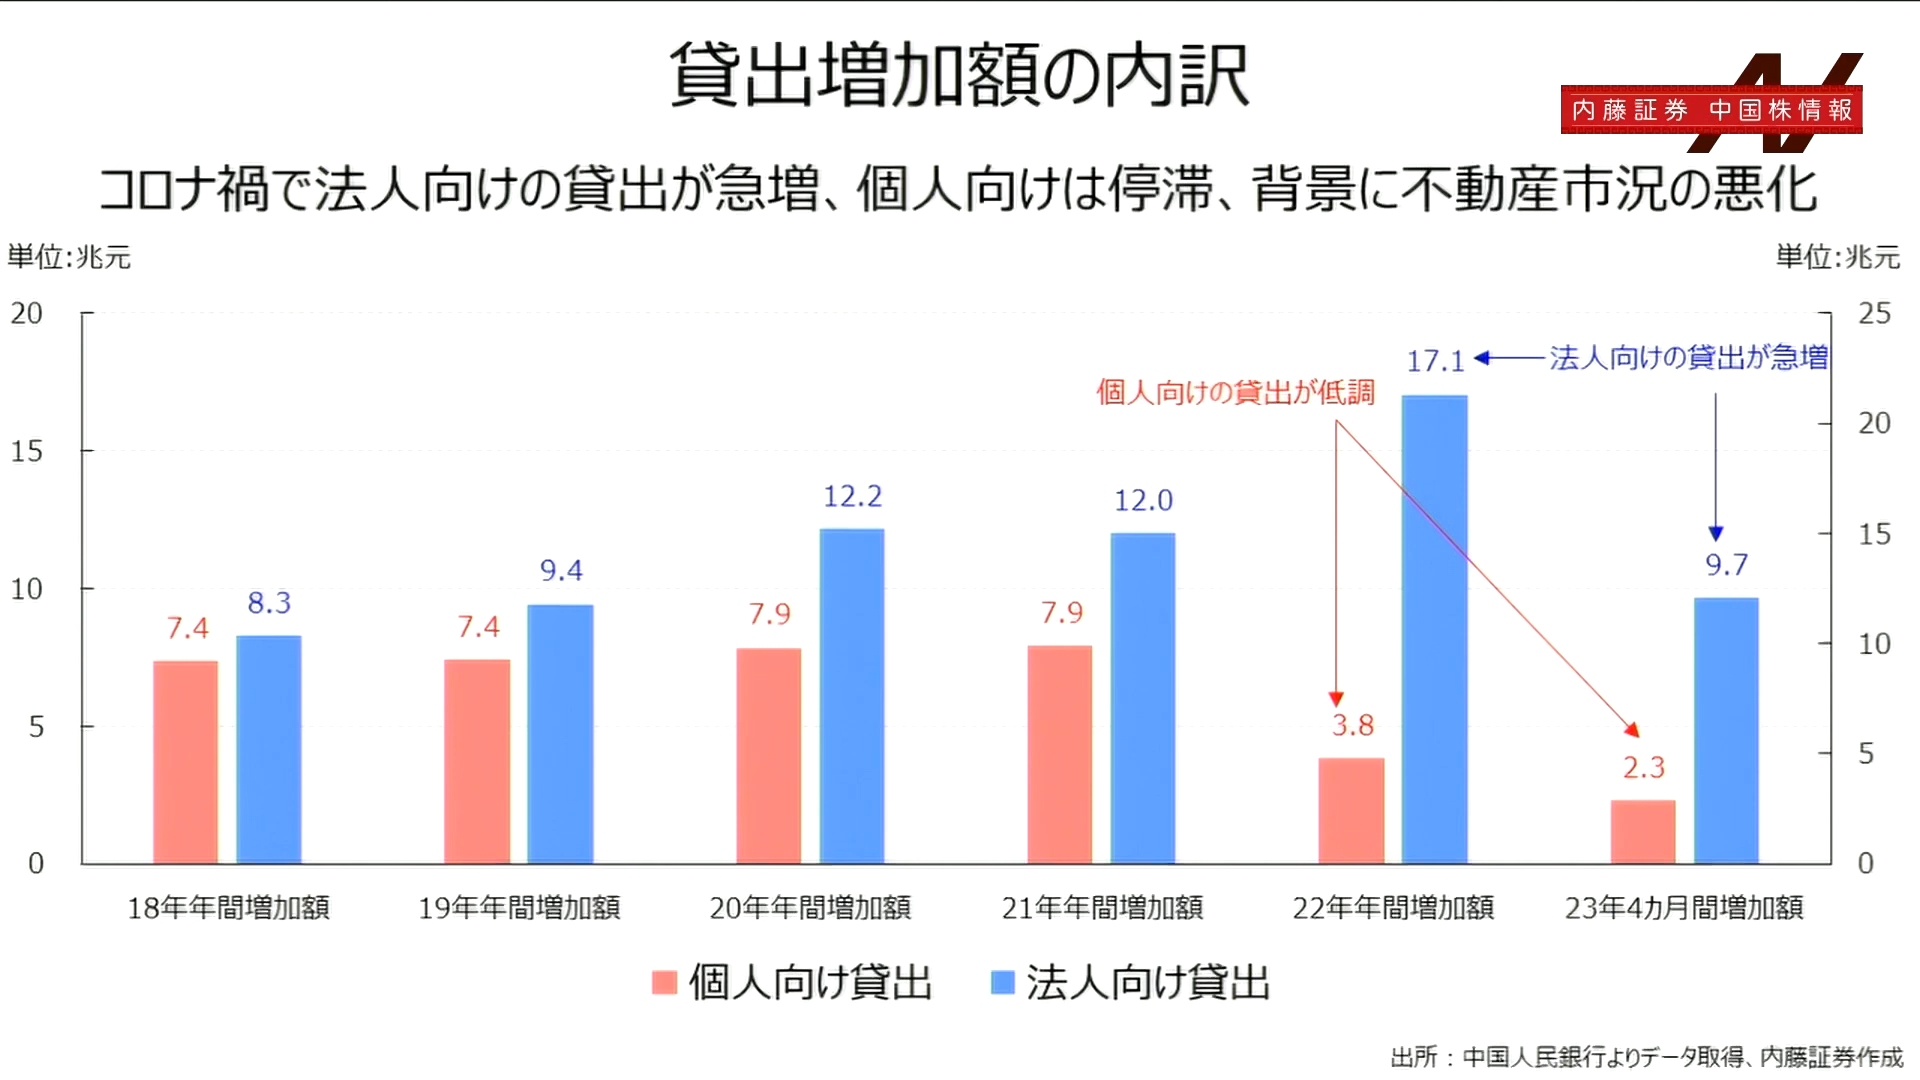 貸出増加額の内訳
内藤証券 中国株情報
コロナ禍で法人向けの貸出が急増、個人向けは停滞、背景に不動産市況の悪化
単位:兆元
単位:兆元
20
15
10
5
0
25
20
15
10
5
0
個人向けの貸出が低調
法人向けの貸出が急増
7.4
8.3
7.4
9.4
7.9
12.2
7.9
12.0
3.8
17.1
2.3
9.7
18年年間増加額
19年年間増加額
20年年間増加額
21年年間増加額
22年年間増加額
23年4カ月間増加額
個人向け貸出
法人向け貸出
出所：中国人民銀行よりデータ取得、内藤証券作成